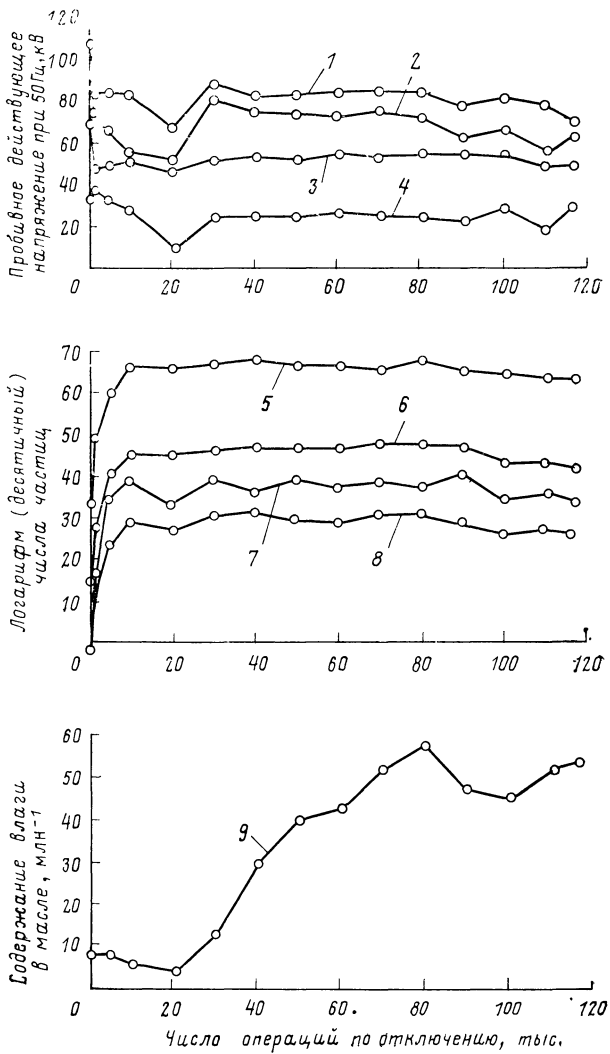 Пробивное действующее
напряжение при 50Гц, кВ
120
100
80
60
40
20
0 20 40 60 80 100 120
1
2
3
4
Логарифм (десятичный)
числа частиц
70
60
50
40
30
20
10
0 20 40 60 80 100 120
5
6
7
8
Содержание влаги
в масле, млн⁻¹
60
50
40
30
20
10
0 20 40 60 80 100 120
9
Число операций по отключению, тыс.